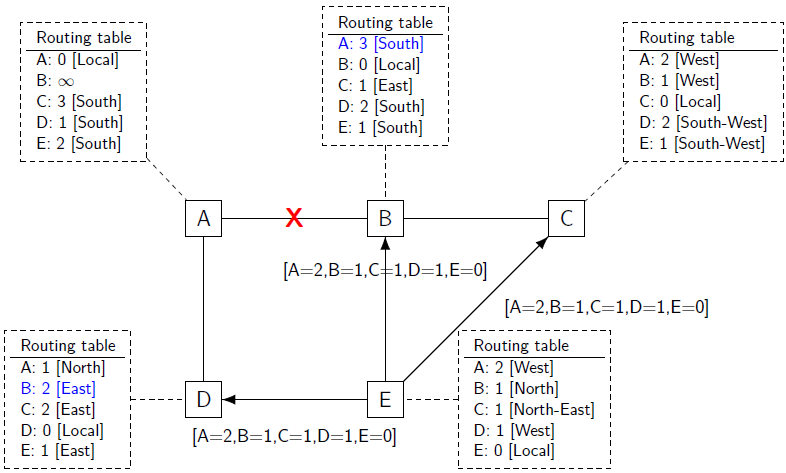 Routing table
A: 0 [Local]
B: ∞
C: 3 [South]
D: 1 [South]
E: 2 [South]
Routing table
A: 3 [South]
B: 0 [Local]
C: 1 [East]
D: 2 [South]
E: 1 [South]
Routing table
A: 2 [West]
B: 1 [West]
C: 0 [Local]
D: 2 [South-West]
E: 1 [South-West]
A
X
B
C
[A=2,B=1,C=1,D=1,E=0]
[A=2,B=1,C=1,D=1,E=0]
Routing table
A: 1 [North]
B: 2 [East]
C: 2 [East]
D: 0 [Local]
E: 1 [East]
D
E
[A=2,B=1,C=1,D=1,E=0]
Routing table
A: 2 [West]
B: 1 [North]
C: 1 [North-East]
D: 1 [West]
E: 0 [Local]